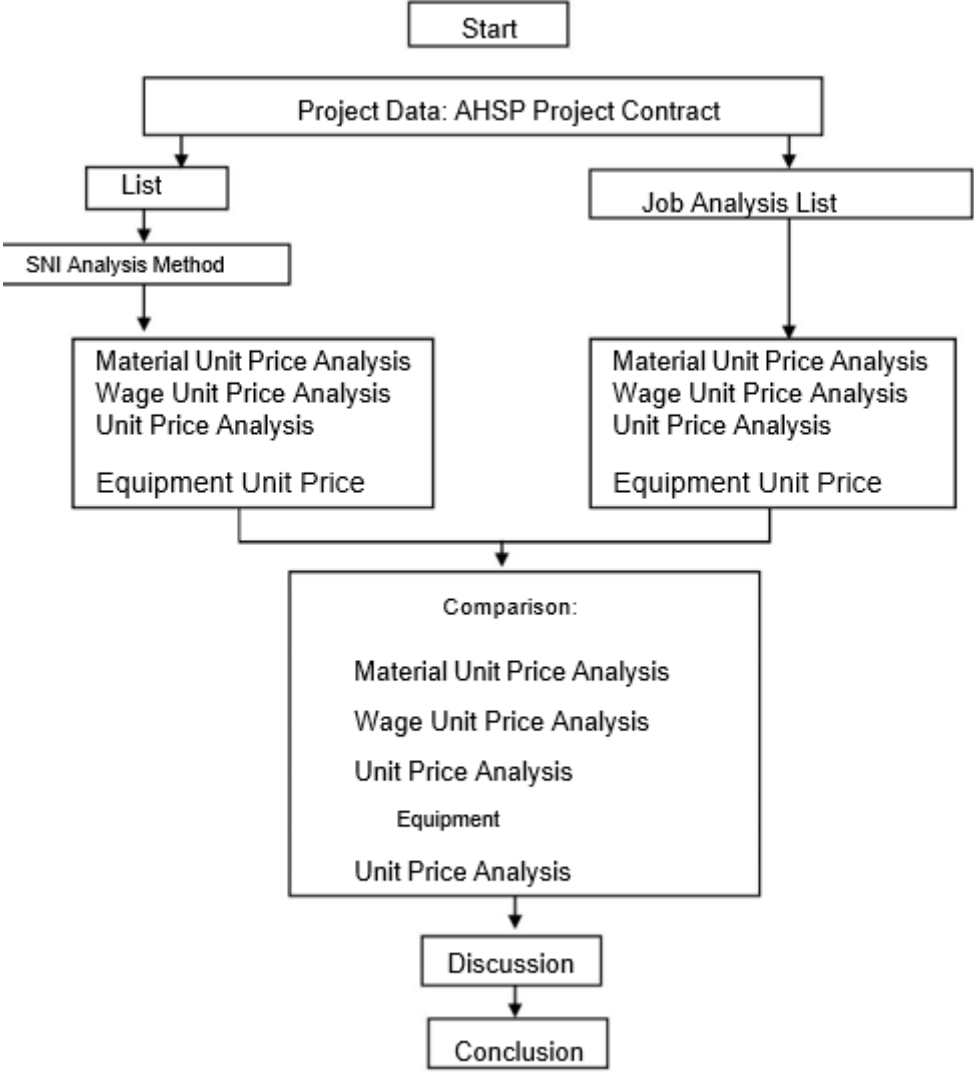 Start
Project Data: AHSP Project Contract
List
Job Analysis List
SNI Analysis Method
Material Unit Price Analysis
Wage Unit Price Analysis
Unit Price Analysis
Equipment Unit Price
Material Unit Price Analysis
Wage Unit Price Analysis
Unit Price Analysis
Equipment Unit Price
Comparison:
Material Unit Price Analysis
Wage Unit Price Analysis
Unit Price Analysis
Equipment
Unit Price Analysis
Discussion
Conclusion